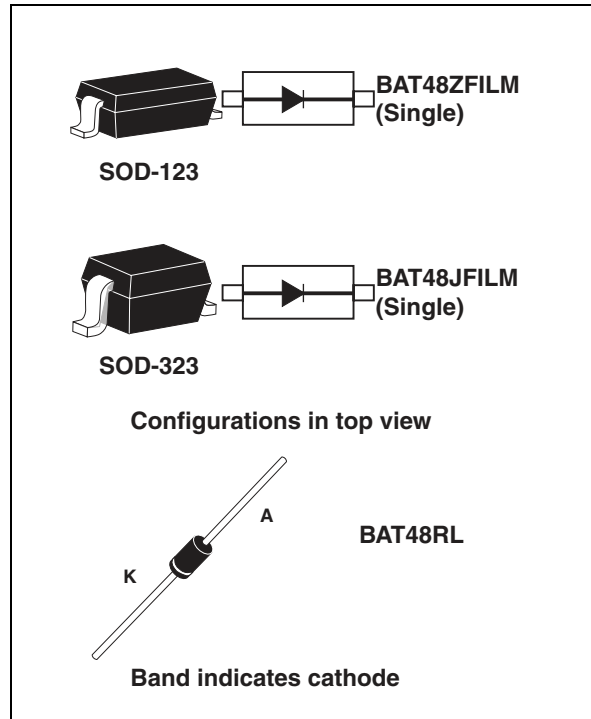 BAT48ZFILM
(Single)
SOD-123
BAT48JFILM
(Single)
SOD-323
Configurations in top view
A
BAT48RL
K
Band indicates cathode